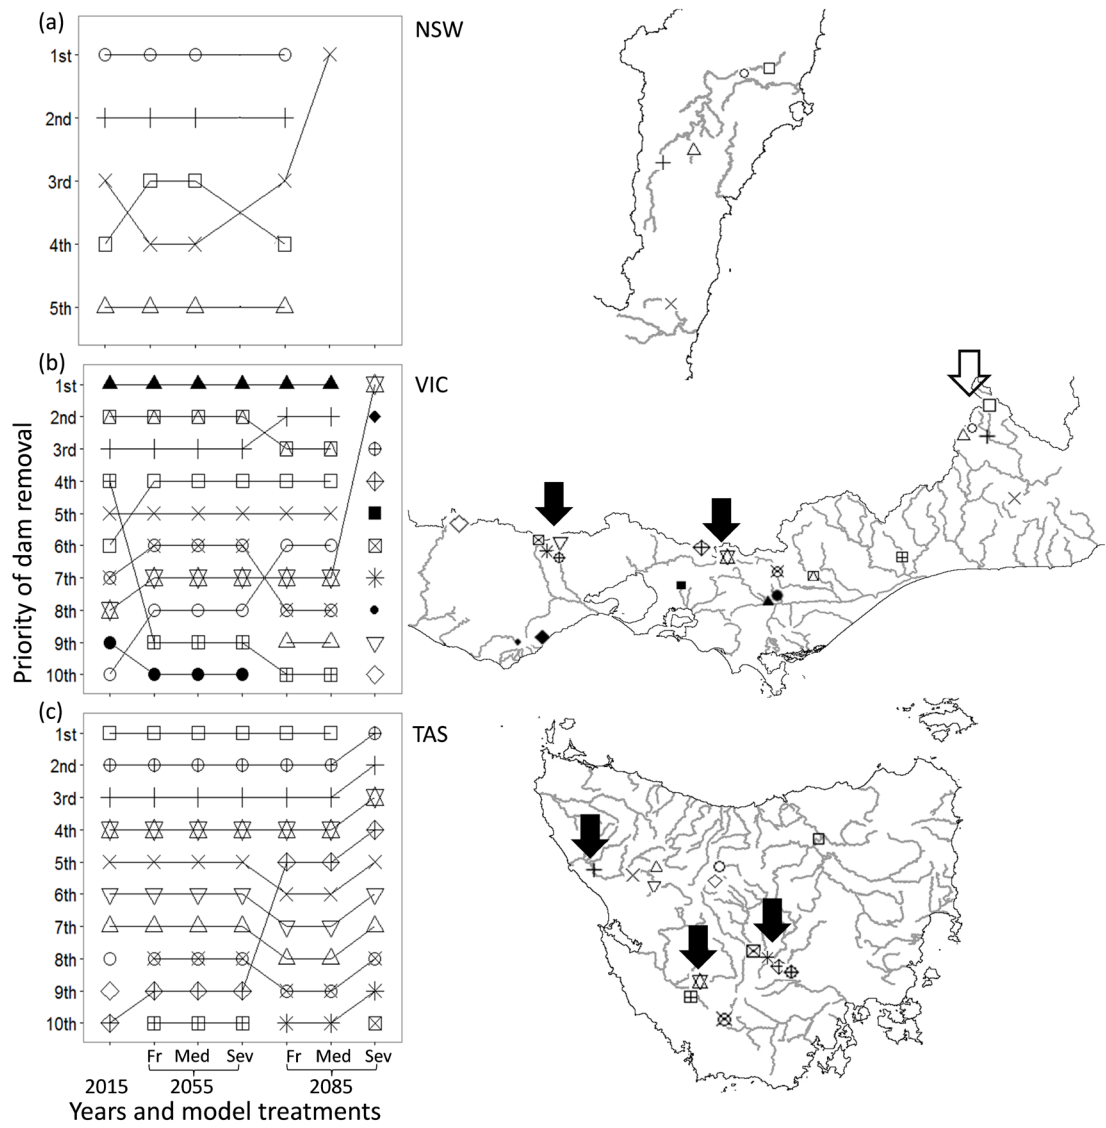 (a)
NSW
1st
2nd
3rd
4th
5th
(b)
VIC
1st
2nd
3rd
4th
5th
6th
7th
8th
9th
10th
(c)
TAS
1st
2nd
3rd
4th
5th
6th
7th
8th
9th
10th
Priority of dam removal
Fr Med Sev Fr Med Sev
2015 2055 2085
Years and model treatments